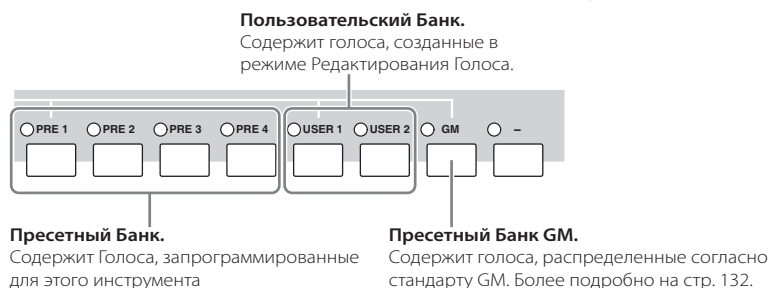 Пользовательский Банк.
Содержит голоса, созданные в
режиме Редактирования Голоса.
PRE 1 PRE 2 PRE 3 PRE 4 USER 1 USER 2 GM –
Пресетный Банк.
Содержит Голоса, запрограммированные
для этого инструмента
Пресетный Банк GM.
Содержит голоса, распределенные согласно
стандарту GM. Более подробно на стр. 132.